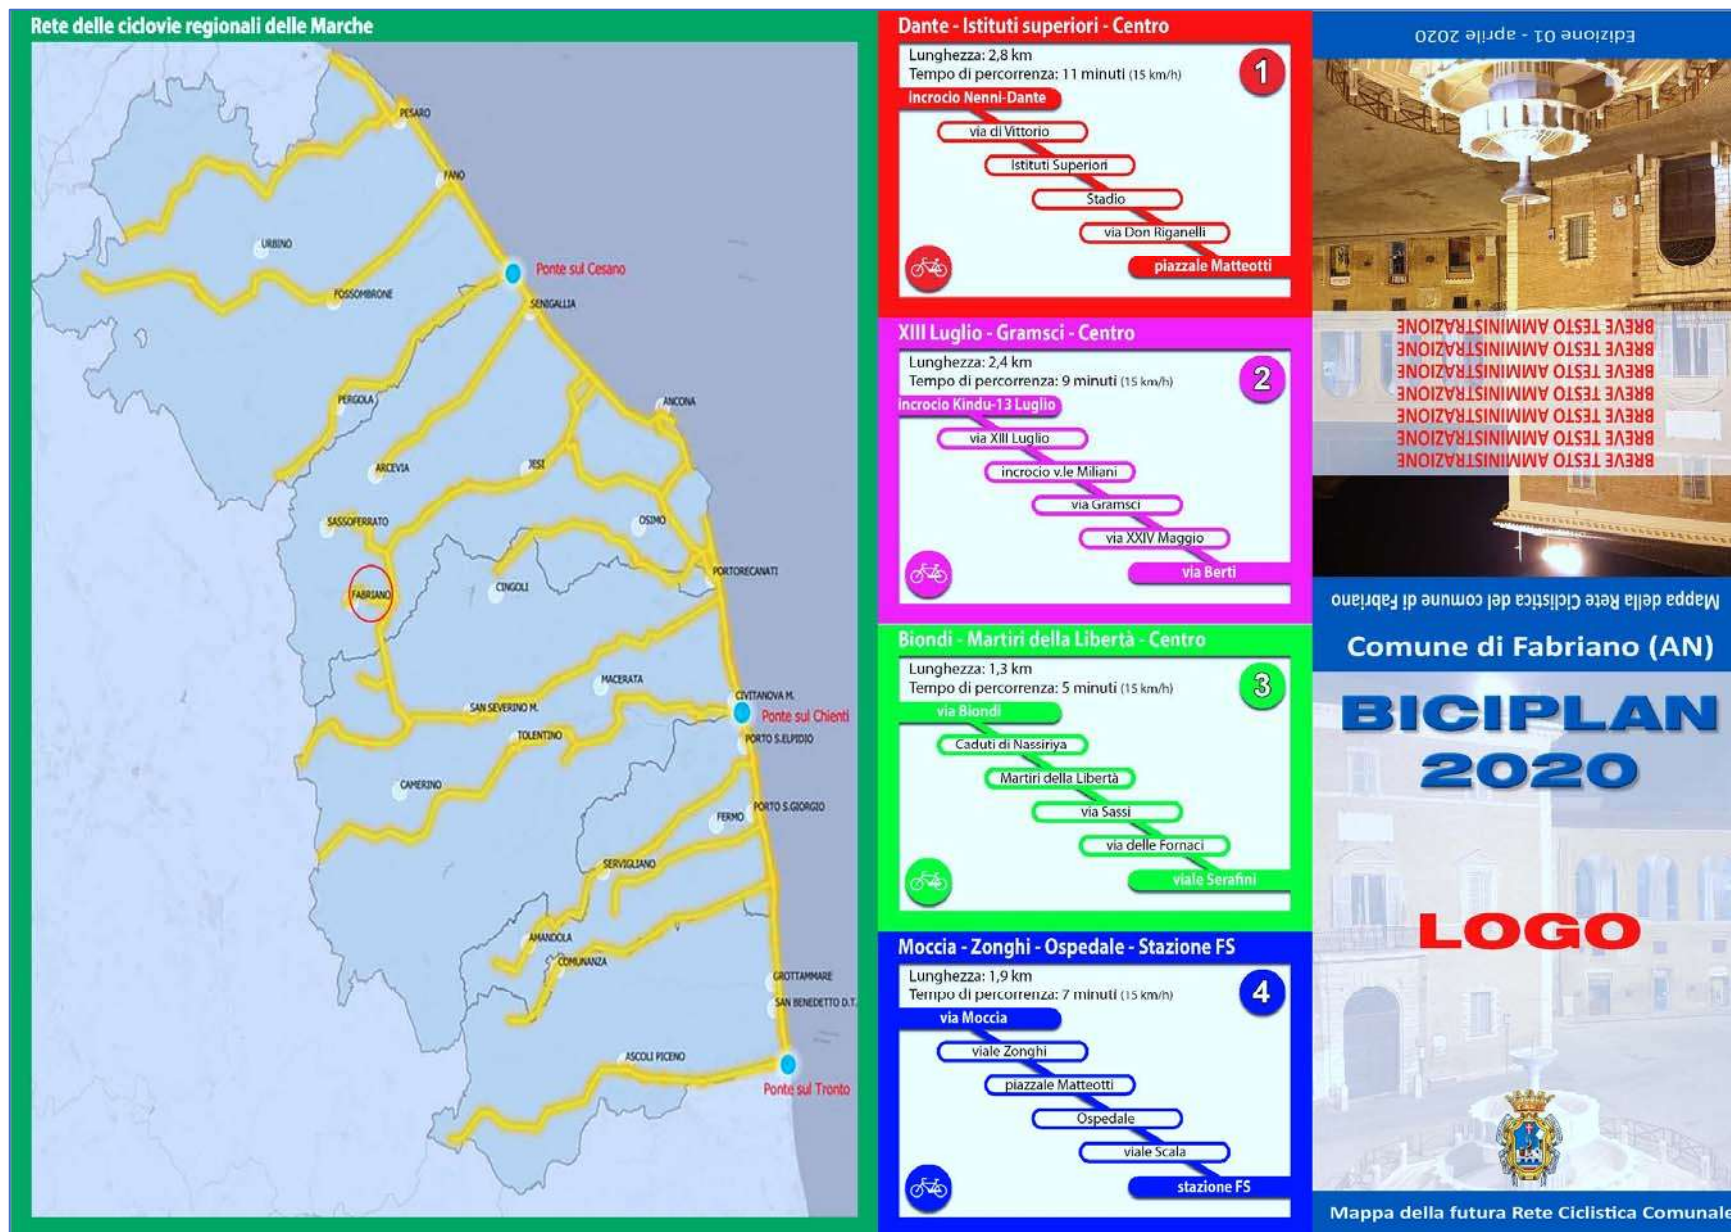 Rete delle ciclovie regionali delle Marche
PESARO
FANO
URBINO
Ponte sul Cesano
FOSSOMBRONE
SENIGALLIA
PERGOLA
ANCONA
ARCEVIA
JESI
SASSOFERRATO
OSIMO
FABRIANO
CINGOLI
PORTORECANATI
MACERATA
CIVITANOVA M.
SAN SEVERINO M.
Ponte sul Chienti
TOLENTINO
PORTO S.ELPIDIO
CAMERINO
PORTO S.GIORGIO
FERMO
SERVIGLIANO
AMANDOLA
COMUNANZA
GROTTAMMARE
SAN BENEDETTO D.T.
ASCOLI PICENO
Ponte sul Tronto
Dante - Istituti superiori - Centro
Lunghezza: 2,8 km
Tempo di percorrenza: 11 minuti (15 km/h)
1
incrocio Nenni-Dante
via di Vittorio
Istituti Superiori
Stadio
via Don Riganelli
piazzale Matteotti
XIII Luglio - Gramsci - Centro
Lunghezza: 2,4 km
Tempo di percorrenza: 9 minuti (15 km/h)
2
incrocio Kindu-13 Luglio
via XIII Luglio
incrocio v.le Miliani
via Gramsci
via XXIV Maggio
via Berti
Biondi - Martiri della Libertà - Centro
Lunghezza: 1,3 km
Tempo di percorrenza: 5 minuti (15 km/h)
3
via Biondi
Caduti di Nassiriya
Martiri della Libertà
via Sassi
via delle Fornaci
viale Serafini
Moccia - Zonghi - Ospedale - Stazione FS
Lunghezza: 1,9 km
Tempo di percorrenza: 7 minuti (15 km/h)
4
via Moccia
viale Zonghi
piazzale Matteotti
Ospedale
viale Scala
stazione FS
Edizione 01 - aprile 2020
BREVE TESTO AMMINISTRAZIONE
BREVE TESTO AMMINISTRAZIONE
BREVE TESTO AMMINISTRAZIONE
BREVE TESTO AMMINISTRAZIONE
BREVE TESTO AMMINISTRAZIONE
BREVE TESTO AMMINISTRAZIONE
BREVE TESTO AMMINISTRAZIONE
Mappa della Rete Ciclistica del comune di Fabriano
Comune di Fabriano (AN)
BICIPLAN
2020
LOGO
Mappa della futura Rete Ciclistica Comunale